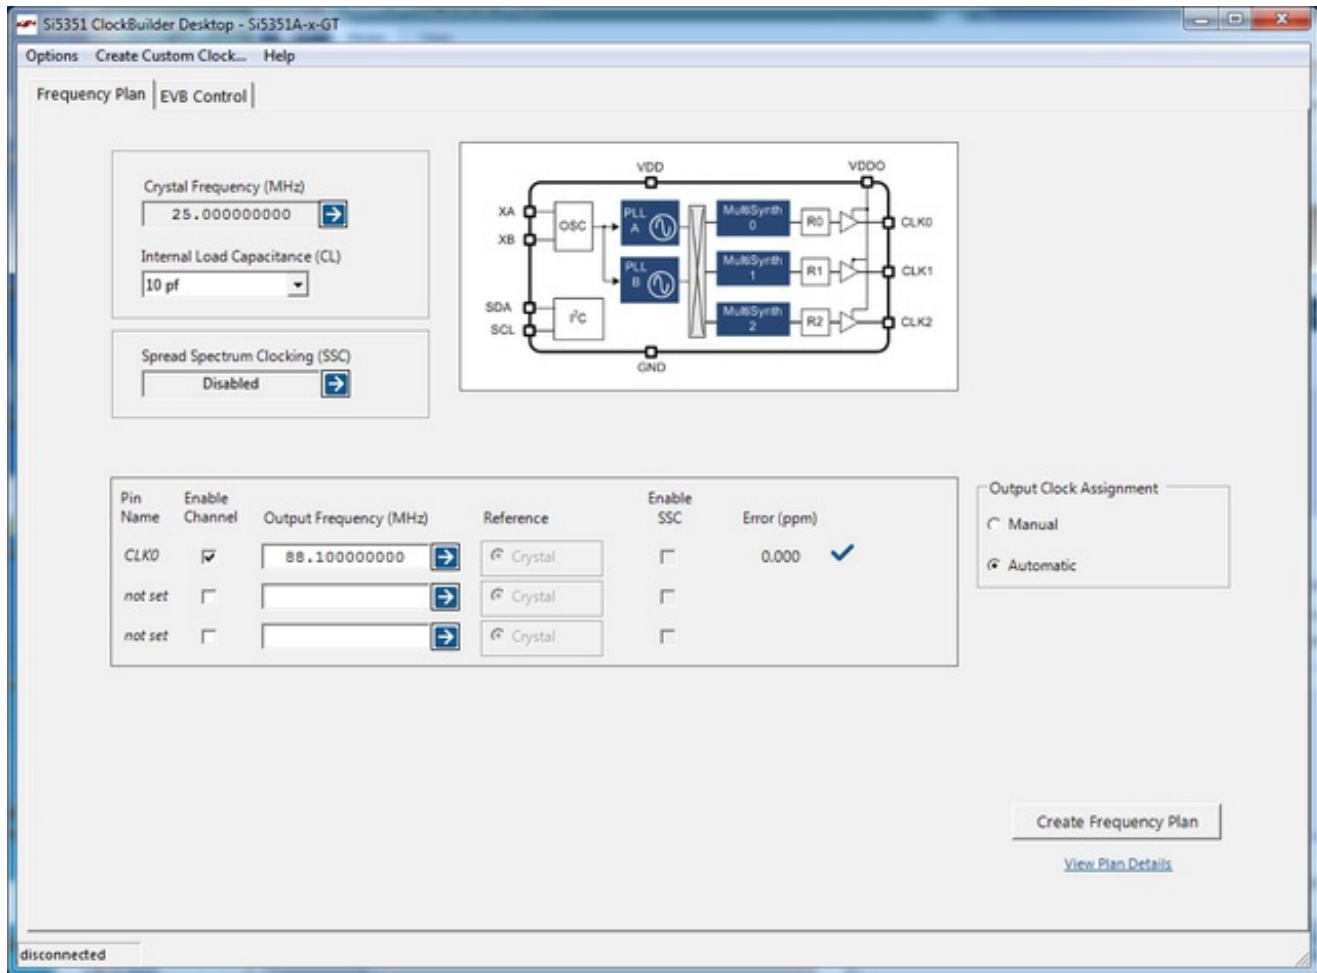 Si5351 ClockBuilder Desktop - Si5351A-x-GT
Options Create Custom Clock... Help
Frequency Plan EVB Control
Crystal Frequency (MHz)
25.000000000
Internal Load Capacitance (CL)
10 pf
Spread Spectrum Clocking (SSC)
Disabled
VDD VDDO
XA
XB
OSC
PLL
A
PLL
B
MultiSynth
0
R0
CLK0
MultiSynth
1
R1
CLK1
MultiSynth
2
R2
CLK2
SDA
SCL
I²C
GND
Pin
Name
Enable
Channel
Output Frequency (MHz)
Reference
Enable
SSC
Error (ppm)
CLK0 88.100000000 Crystal 0.000
not set Crystal
not set Crystal
Output Clock Assignment
Manual
Automatic
Create Frequency Plan
View Plan Details
disconnected